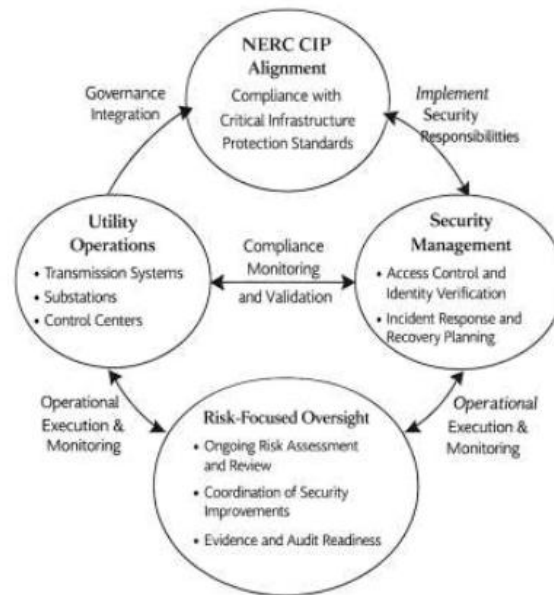 NERC CIP
Alignment
Compliance with
Critical Infrastructure
Protection Standards
Governance
Integration
Implement
Security
Responsibilities
Utility
Operations
• Transmission Systems
• Substations
• Control Centers
Compliance
Monitoring
and Validation
Security
Management
• Access Control and
Identity Verification
• Incident Response and
Recovery Planning
Operational
Execution &
Monitoring
Risk-Focused Oversight
• Ongoing Risk Assessment
and Review
• Coordination of Security
Improvements
• Evidence and Audit Readiness
Operational
Execution &
Monitoring